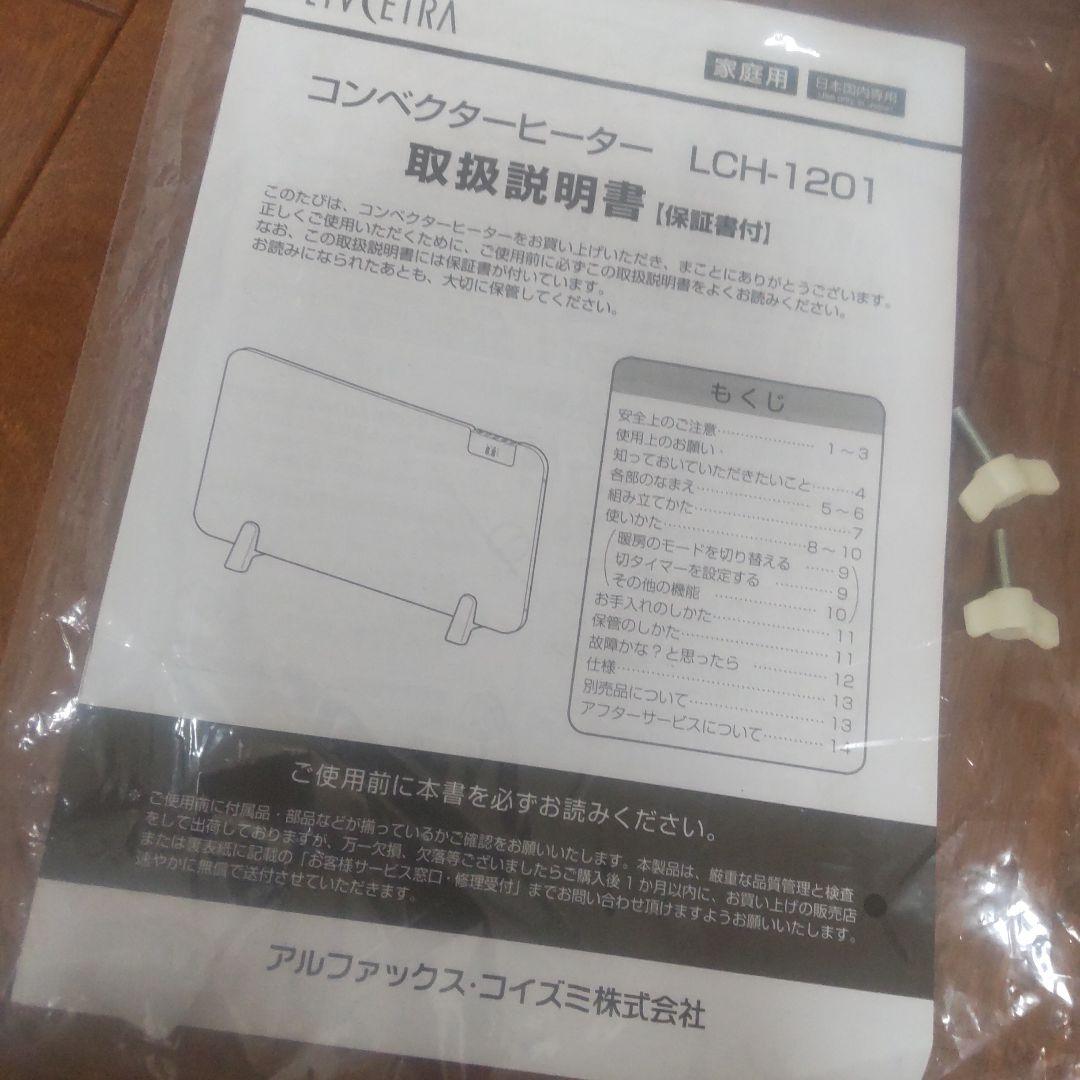 LIVCETRA
家庭用
日本国内専用
Use only in Japan
コンベクターヒーター LCH-1201
取扱説明書【保証書付】
このたびは、コンベクターヒーターをお買い上げいただき、まことにありがとうございます。
正しくご使用いただくために、ご使用前に必ずこの取扱説明書をよくお読みください。
なお、この取扱説明書には保証書が付いています。
お読みになられたあとも、大切に保管してください。
もくじ
安全上のご注意………………… 1～3
使用上のお願い・
知っておいていただきたいこと………4
各部のなまえ………………… 5～6
組み立てかた…………………………7
使いかた………………………8～10
暖房のモードを切り替える ……9
切タイマーを設定する …………9
その他の機能 …………………10
お手入れのしかた…………………11
保管のしかた………………………11
故障かな？と思ったら ……………12
仕様…………………………………13
別売品について……………………13
アフターサービスについて…………14
ご使用前に本書を必ずお読みください。
※ ご使用前に付属品・部品などが揃っているかご確認をお願いいたします。本製品は、厳重な品質管理と検査
をして出荷しておりますが、万一欠損、欠落等ございましたらご購入後1か月以内に、お買い上げの販売店
または裏表紙に記載の「お客様サービス窓口・修理受付」までお問い合わせ頂けますようお願いいたします。
速やかに無償で送付させていただきます。
アルファックス・コイズミ株式会社